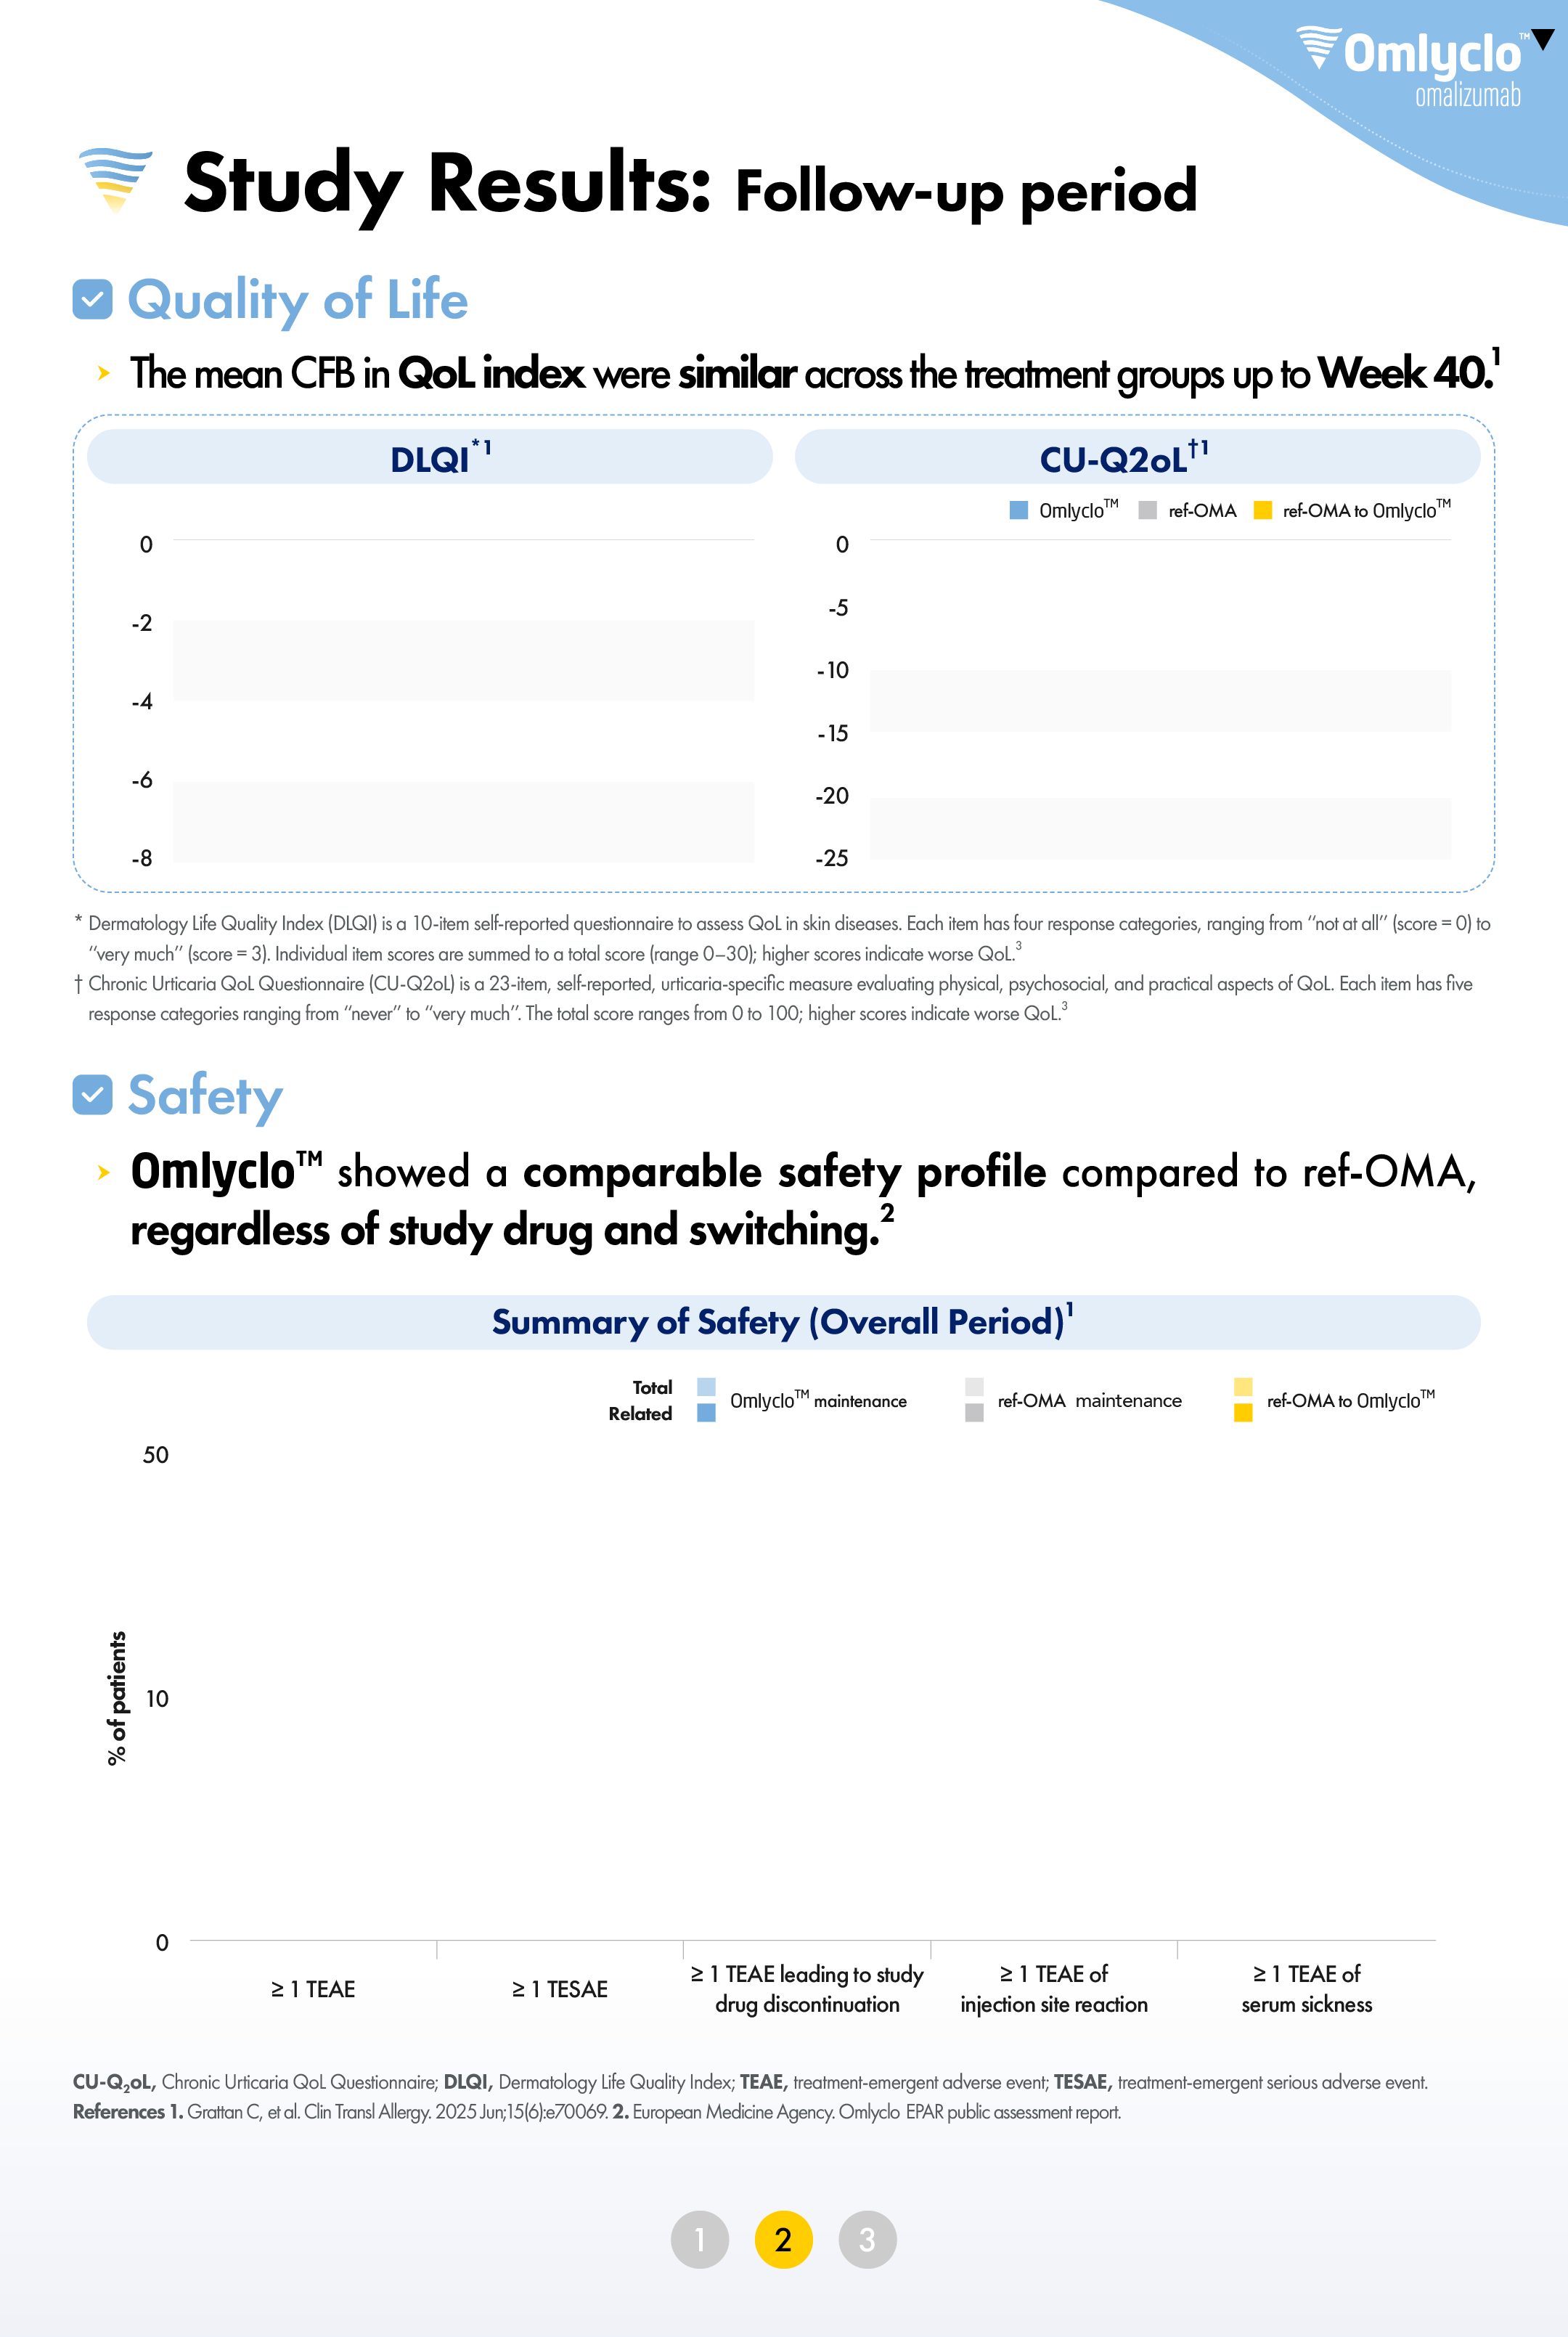 Omlyclo™▼
omalizumab
Study Results: Follow-up period
Quality of Life
The mean CFB in QoL index were similar across the treatment groups up to Week 40.1
DLQI*1
CU-Q2oL†1
Omlyclo™ ref-OMA ref-OMA to Omlyclo™
0
-2
-4
-6
-8
0
-5
-10
-15
-20
-25
* Dermatology Life Quality Index (DLQI) is a 10-item self-reported questionnaire to assess QoL in skin diseases. Each item has four response categories, ranging from “not at all” (score = 0) to
“very much” (score = 3). Individual item scores are summed to a total score (range 0–30); higher scores indicate worse QoL.3
† Chronic Urticaria QoL Questionnaire (CU-Q2oL) is a 23-item, self-reported, urticaria-specific measure evaluating physical, psychosocial, and practical aspects of QoL. Each item has five
response categories ranging from “never” to “very much”. The total score ranges from 0 to 100; higher scores indicate worse QoL.3
Safety
Omlyclo™ showed a comparable safety profile compared to ref-OMA,
regardless of study drug and switching.2
Summary of Safety (Overall Period)1
Total
Related
Omlyclo™ maintenance ref-OMA maintenance ref-OMA to Omlyclo™
50
10
0
% of patients
≥ 1 TEAE
≥ 1 TESAE
≥ 1 TEAE leading to study
drug discontinuation
≥ 1 TEAE of
injection site reaction
≥ 1 TEAE of
serum sickness
CU-Q2oL, Chronic Urticaria QoL Questionnaire; DLQI, Dermatology Life Quality Index; TEAE, treatment-emergent adverse event; TESAE, treatment-emergent serious adverse event.
References 1. Grattan C, et al. Clin Transl Allergy. 2025 Jun;15(6):e70069. 2. European Medicine Agency. Omlyclo EPAR public assessment report.
1 2 3